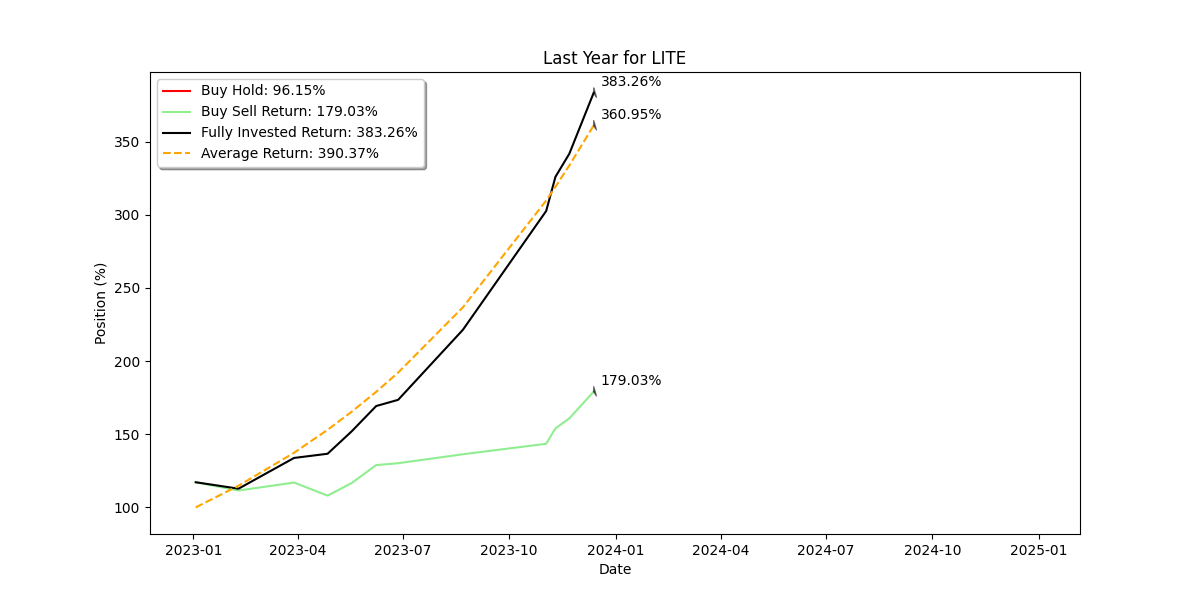 Last Year for LITE
Buy Hold: 96.15%
Buy Sell Return: 179.03%
Fully Invested Return: 383.26%
Average Return: 390.37%
383.26%
360.95%
179.03%
Position (%)
350
300
250
200
150
100
2023-01 2023-04 2023-07 2023-10 2024-01 2024-04 2024-07 2024-10 2025-01
Date